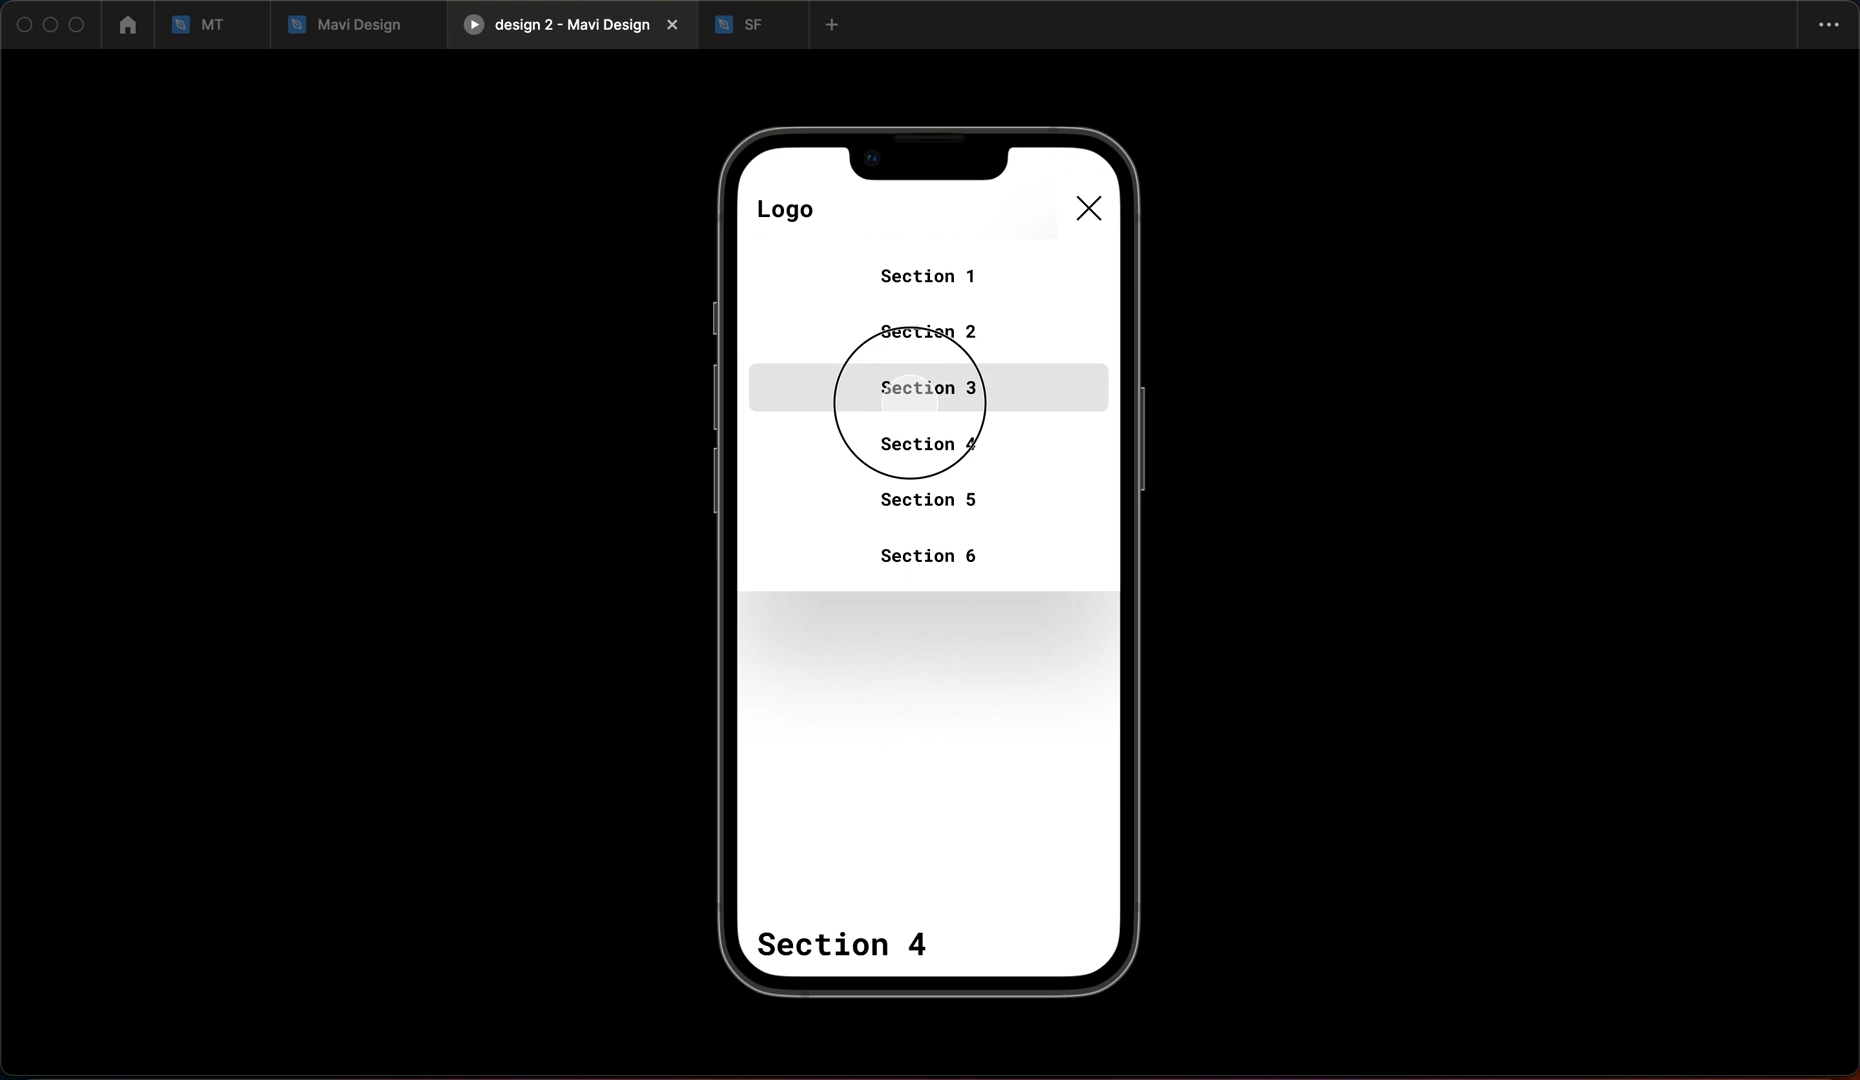 MT Mavi Design design 2 - Mavi Design SF
Logo
Section 1
Section 2
Section 3
Section 4
Section 5
Section 6
Section 4